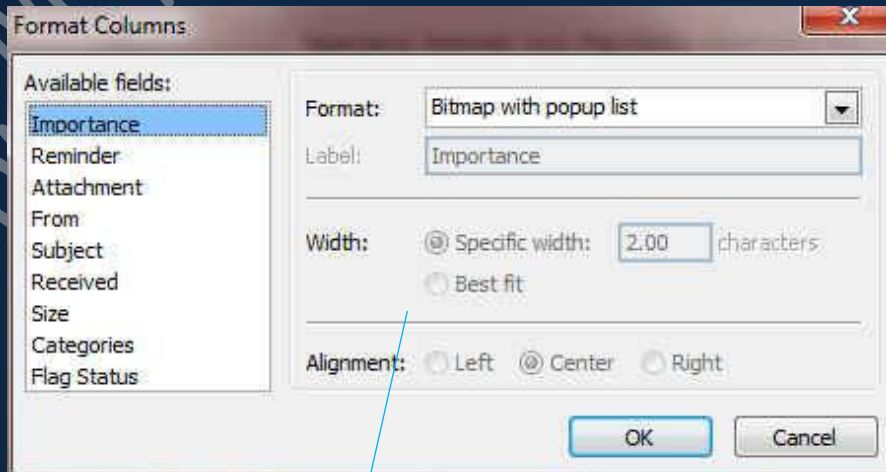 Format Columns
x
Available fields:
Importance
Reminder
Attachment
From
Subject
Received
Size
Categories
Flag Status
Format: Bitmap with popup list
Label: Importance
Width: Specific width: 2.00 characters
Best fit
Alignment: Left Center Right
OK Cancel